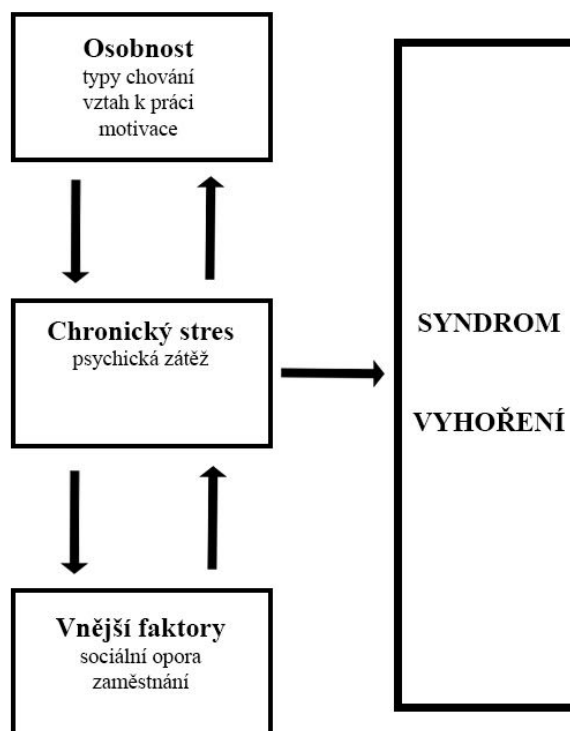 Osobnost
typy chování
vztah k práci
motivace
Chronický stres
psychická zátěž
SYNDROM
VYHOŘENÍ
Vnější faktory
sociální opora
zaměstnání